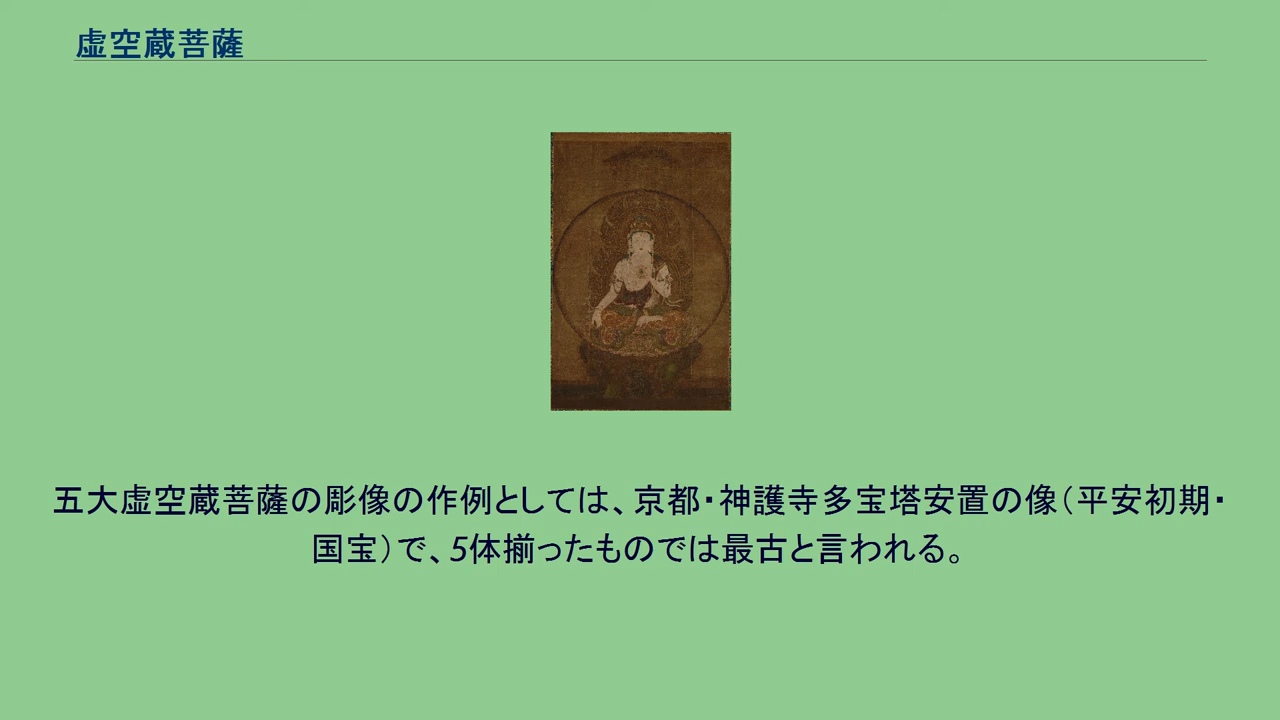 虚空蔵菩薩
五大虚空蔵菩薩の彫像の作例としては、京都・神護寺多宝塔安置の像（平安初期・
国宝）で、5体揃ったものでは最古と言われる。